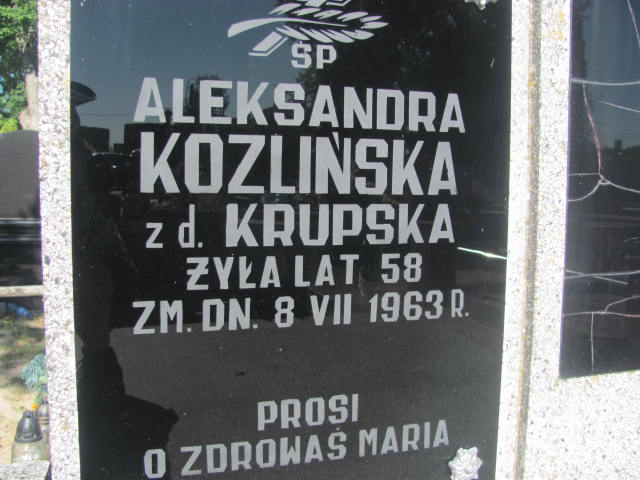 ŚP
ALEKSANDRA
KOZLIŃSKA
z d. KRUPSKA
ŻYŁA LAT 58
ZM. DN. 8 VII 1963 R.
PROSI
O ZDROWAŚ MARIA